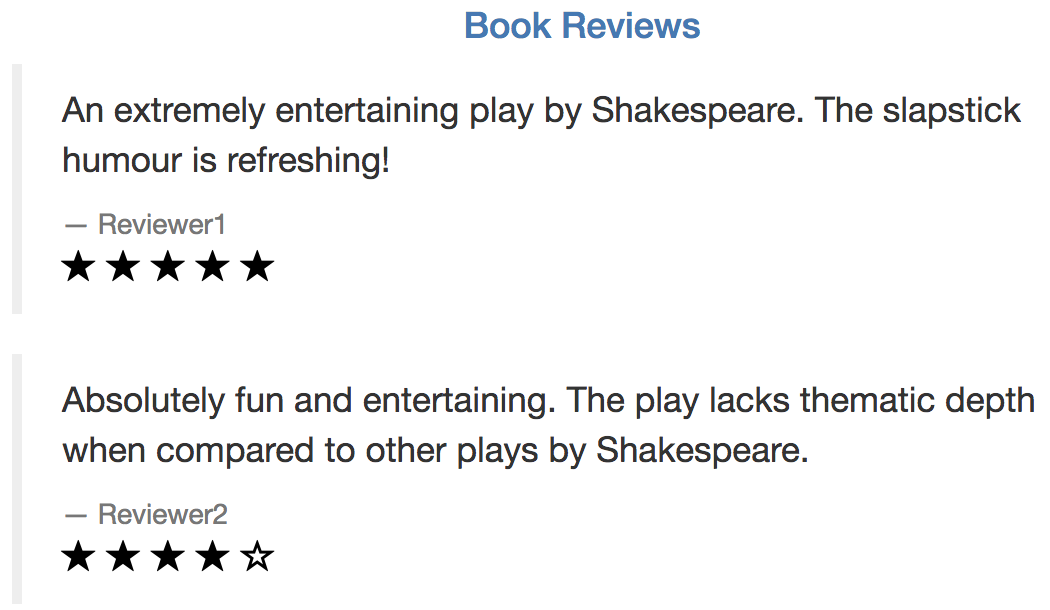 Book Reviews
An extremely entertaining play by Shakespeare. The slapstick
humour is refreshing!
— Reviewer1
★★★★★
Absolutely fun and entertaining. The play lacks thematic depth
when compared to other plays by Shakespeare.
— Reviewer2
★★★★☆